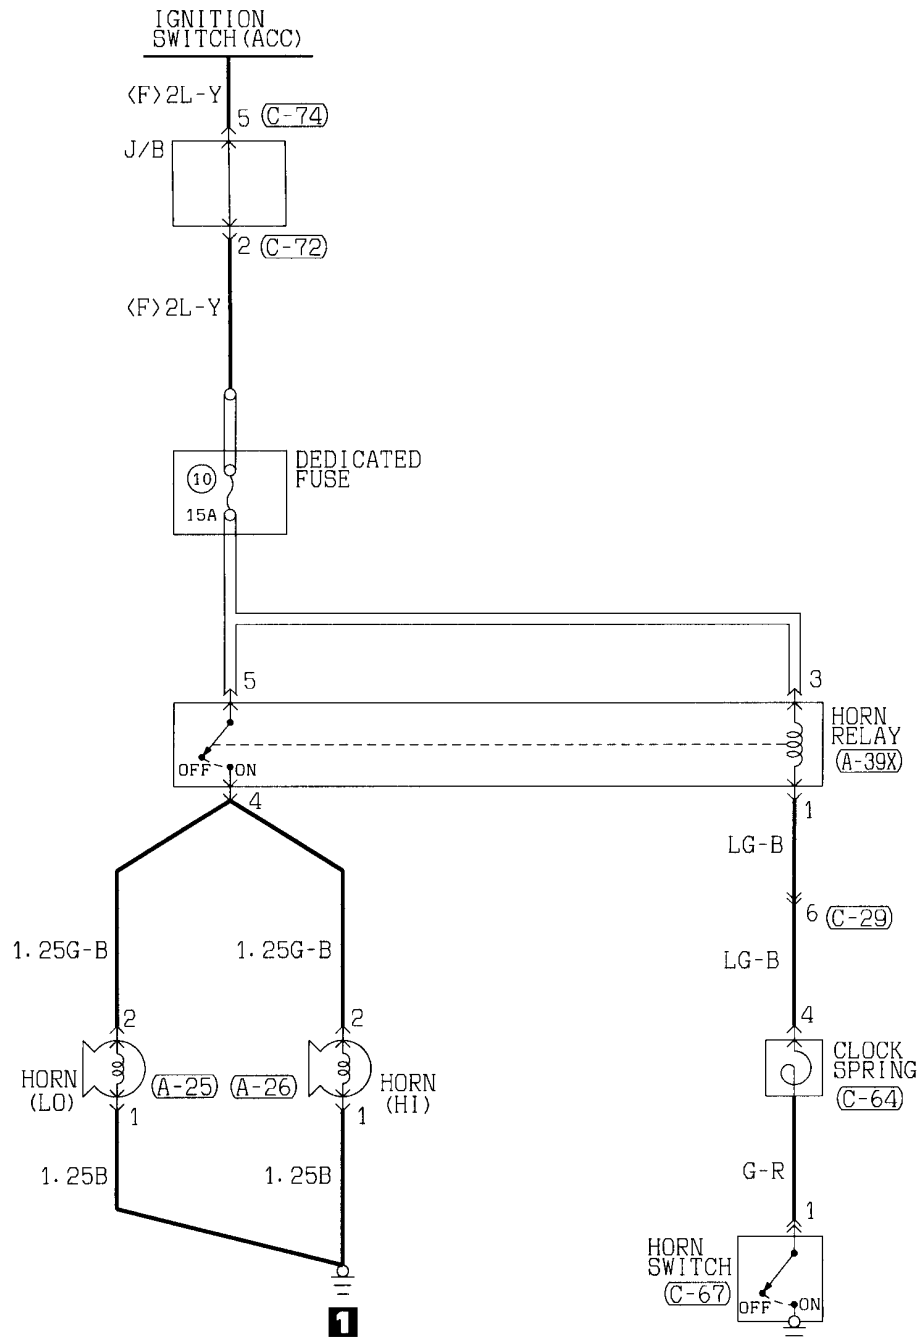 IGNITION
SWITCH(ACC)
<F>2L-Y
5 (C-74)
J/B
2 (C-72)
<F>2L-Y
DEDICATED
FUSE
10
15A
5
3
HORN
RELAY
(A-39X)
OFF ON
4
1
LG-B
6 (C-29)
1.25G-B
1.25G-B
LG-B
2
2
4
CLOCK
SPRING
(C-64)
HORN
(LO)
(A-25)
(A-26)
HORN
(HI)
1
1
1.25B
1.25B
G-R
1
HORN
SWITCH
(C-67)
OFF ON
1